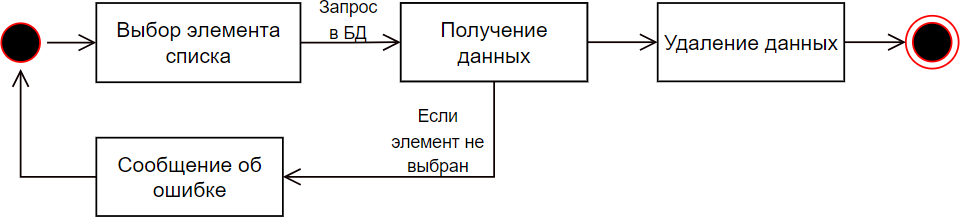 Выбор элемента
списка
Запрос
в БД
Получение
данных
Удаление данных
Если
элемент не
выбран
Сообщение об
ошибке